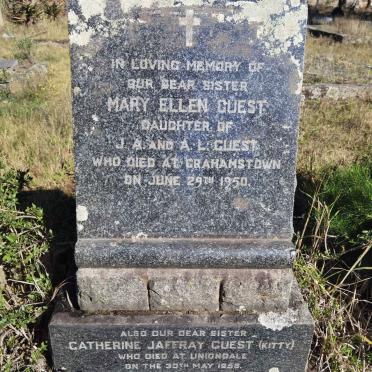 IN LOVING MEMORY OF
OUR DEAR SISTER
MARY ELLEN GUEST
DAUGHTER OF
J. A. AND A. L. GUEST
WHO DIED AT GRAHAMSTOWN
ON JUNE 29TH 1950.
ALSO OUR DEAR SISTER
CATHERINE JAFFRAY GUEST (KITTY)
WHO DIED AT UNIONDALE
ON THE 30TH MAY 1958.